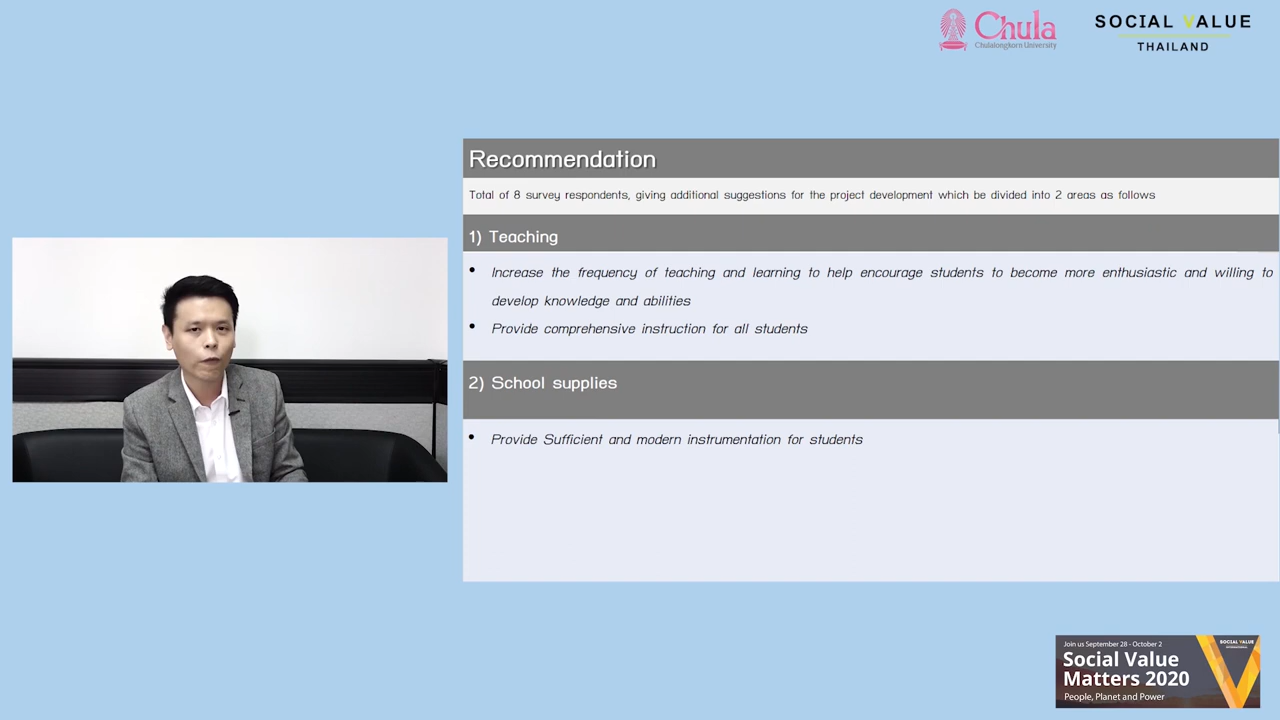 Chula
Chulalongkorn University
SOCIAL VALUE
THAILAND
Recommendation
Total of 8 survey respondents, giving additional suggestions for the project development which be divided into 2 areas as follows
1) Teaching
• Increase the frequency of teaching and learning to help encourage students to become more enthusiastic and willing to
develop knowledge and abilities
• Provide comprehensive instruction for all students
2) School supplies
• Provide Sufficient and modern instrumentation for students
Join us September 28 - October 2
SOCIAL VALUE
Social Value
Matters 2020
People, Planet and Power